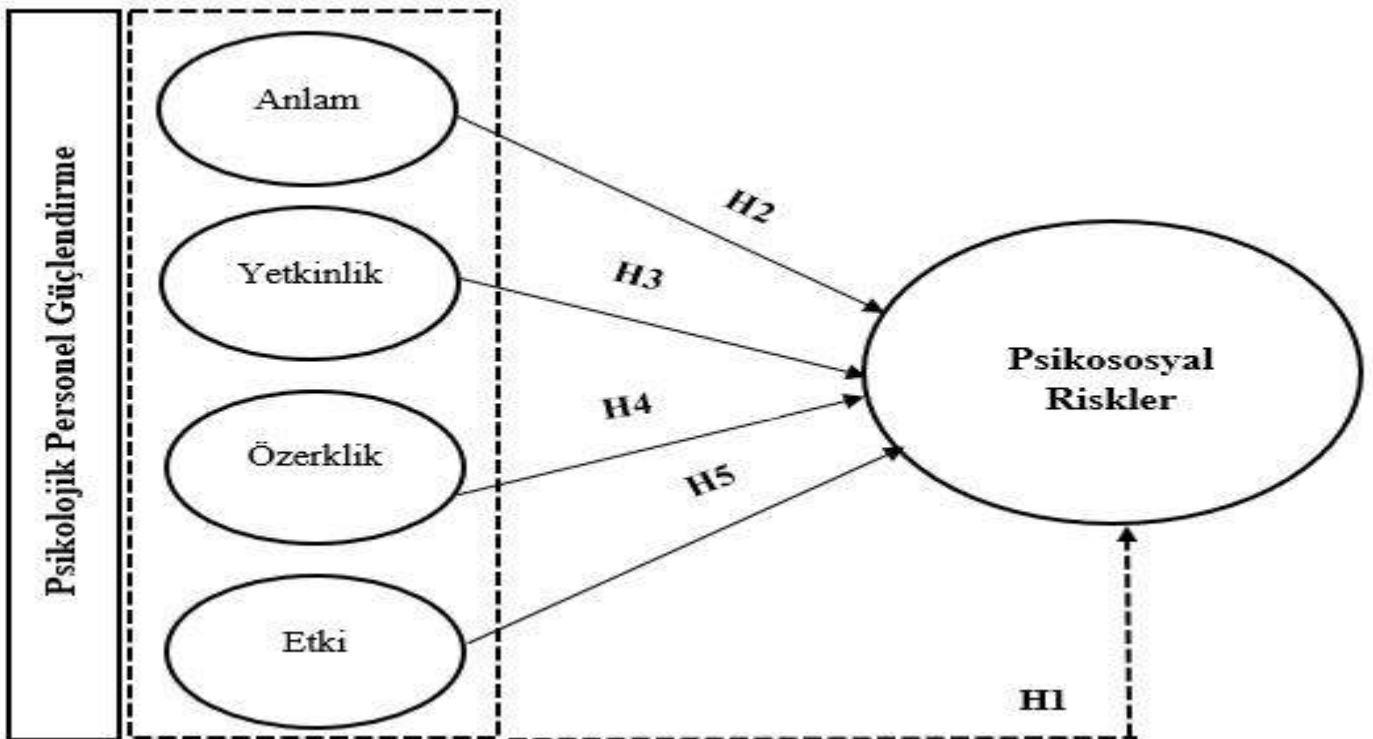 Psikolojik Personel Güçlendirme
Anlam
Yetkinlik
Özerklik
Etki
H2
H3
H4
H5
Psikososyal
Riskler
H1